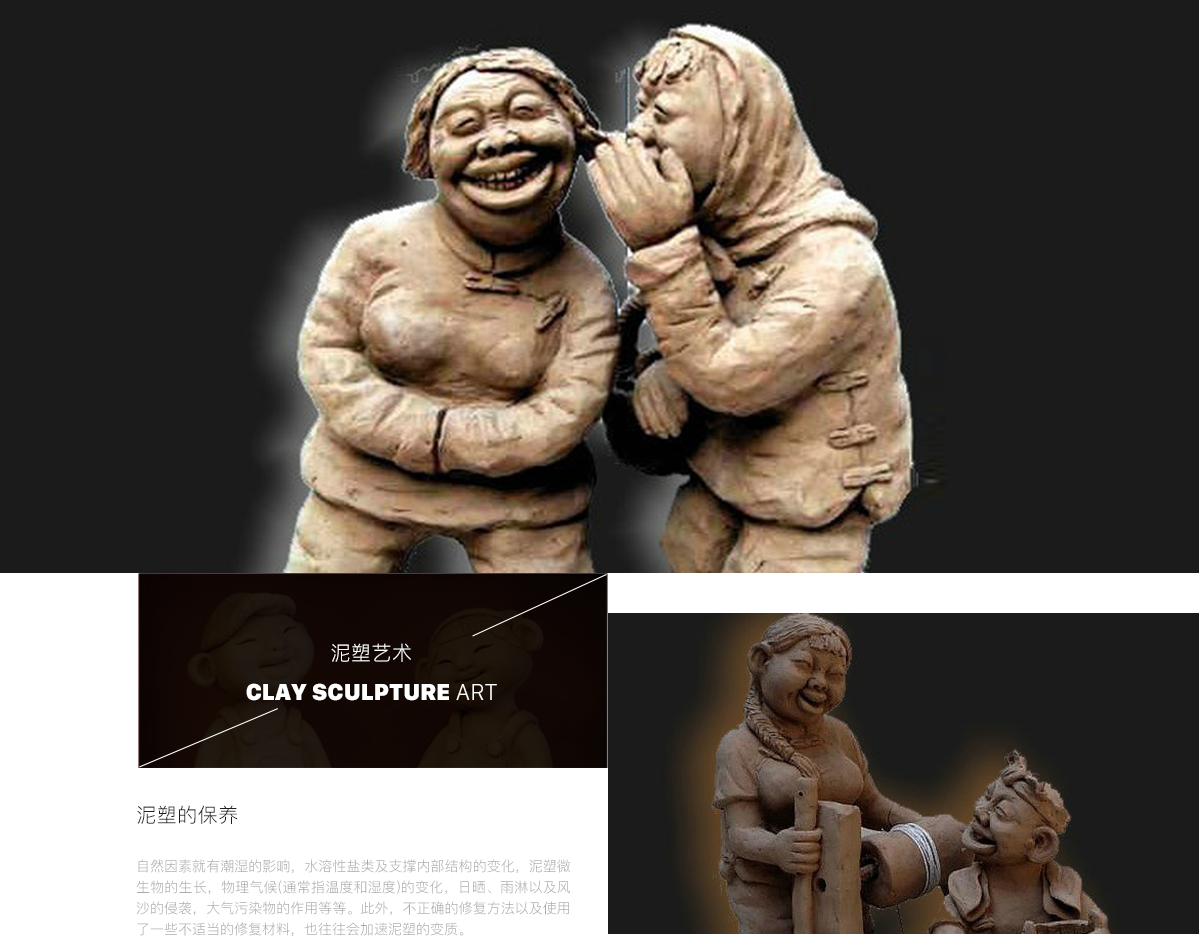 泥塑艺术
CLAY SCULPTURE ART
泥塑的保养
自然因素就有潮湿的影响，水溶性盐类及支撑内部结构的变化，泥塑微
生物的生长，物理气候(通常指温度和湿度)的变化，日晒、雨淋以及风
沙的侵袭，大气污染物的作用等等。此外，不正确的修复方法以及使用
了一些不适当的修复材料，也往往会加速泥塑的变质。